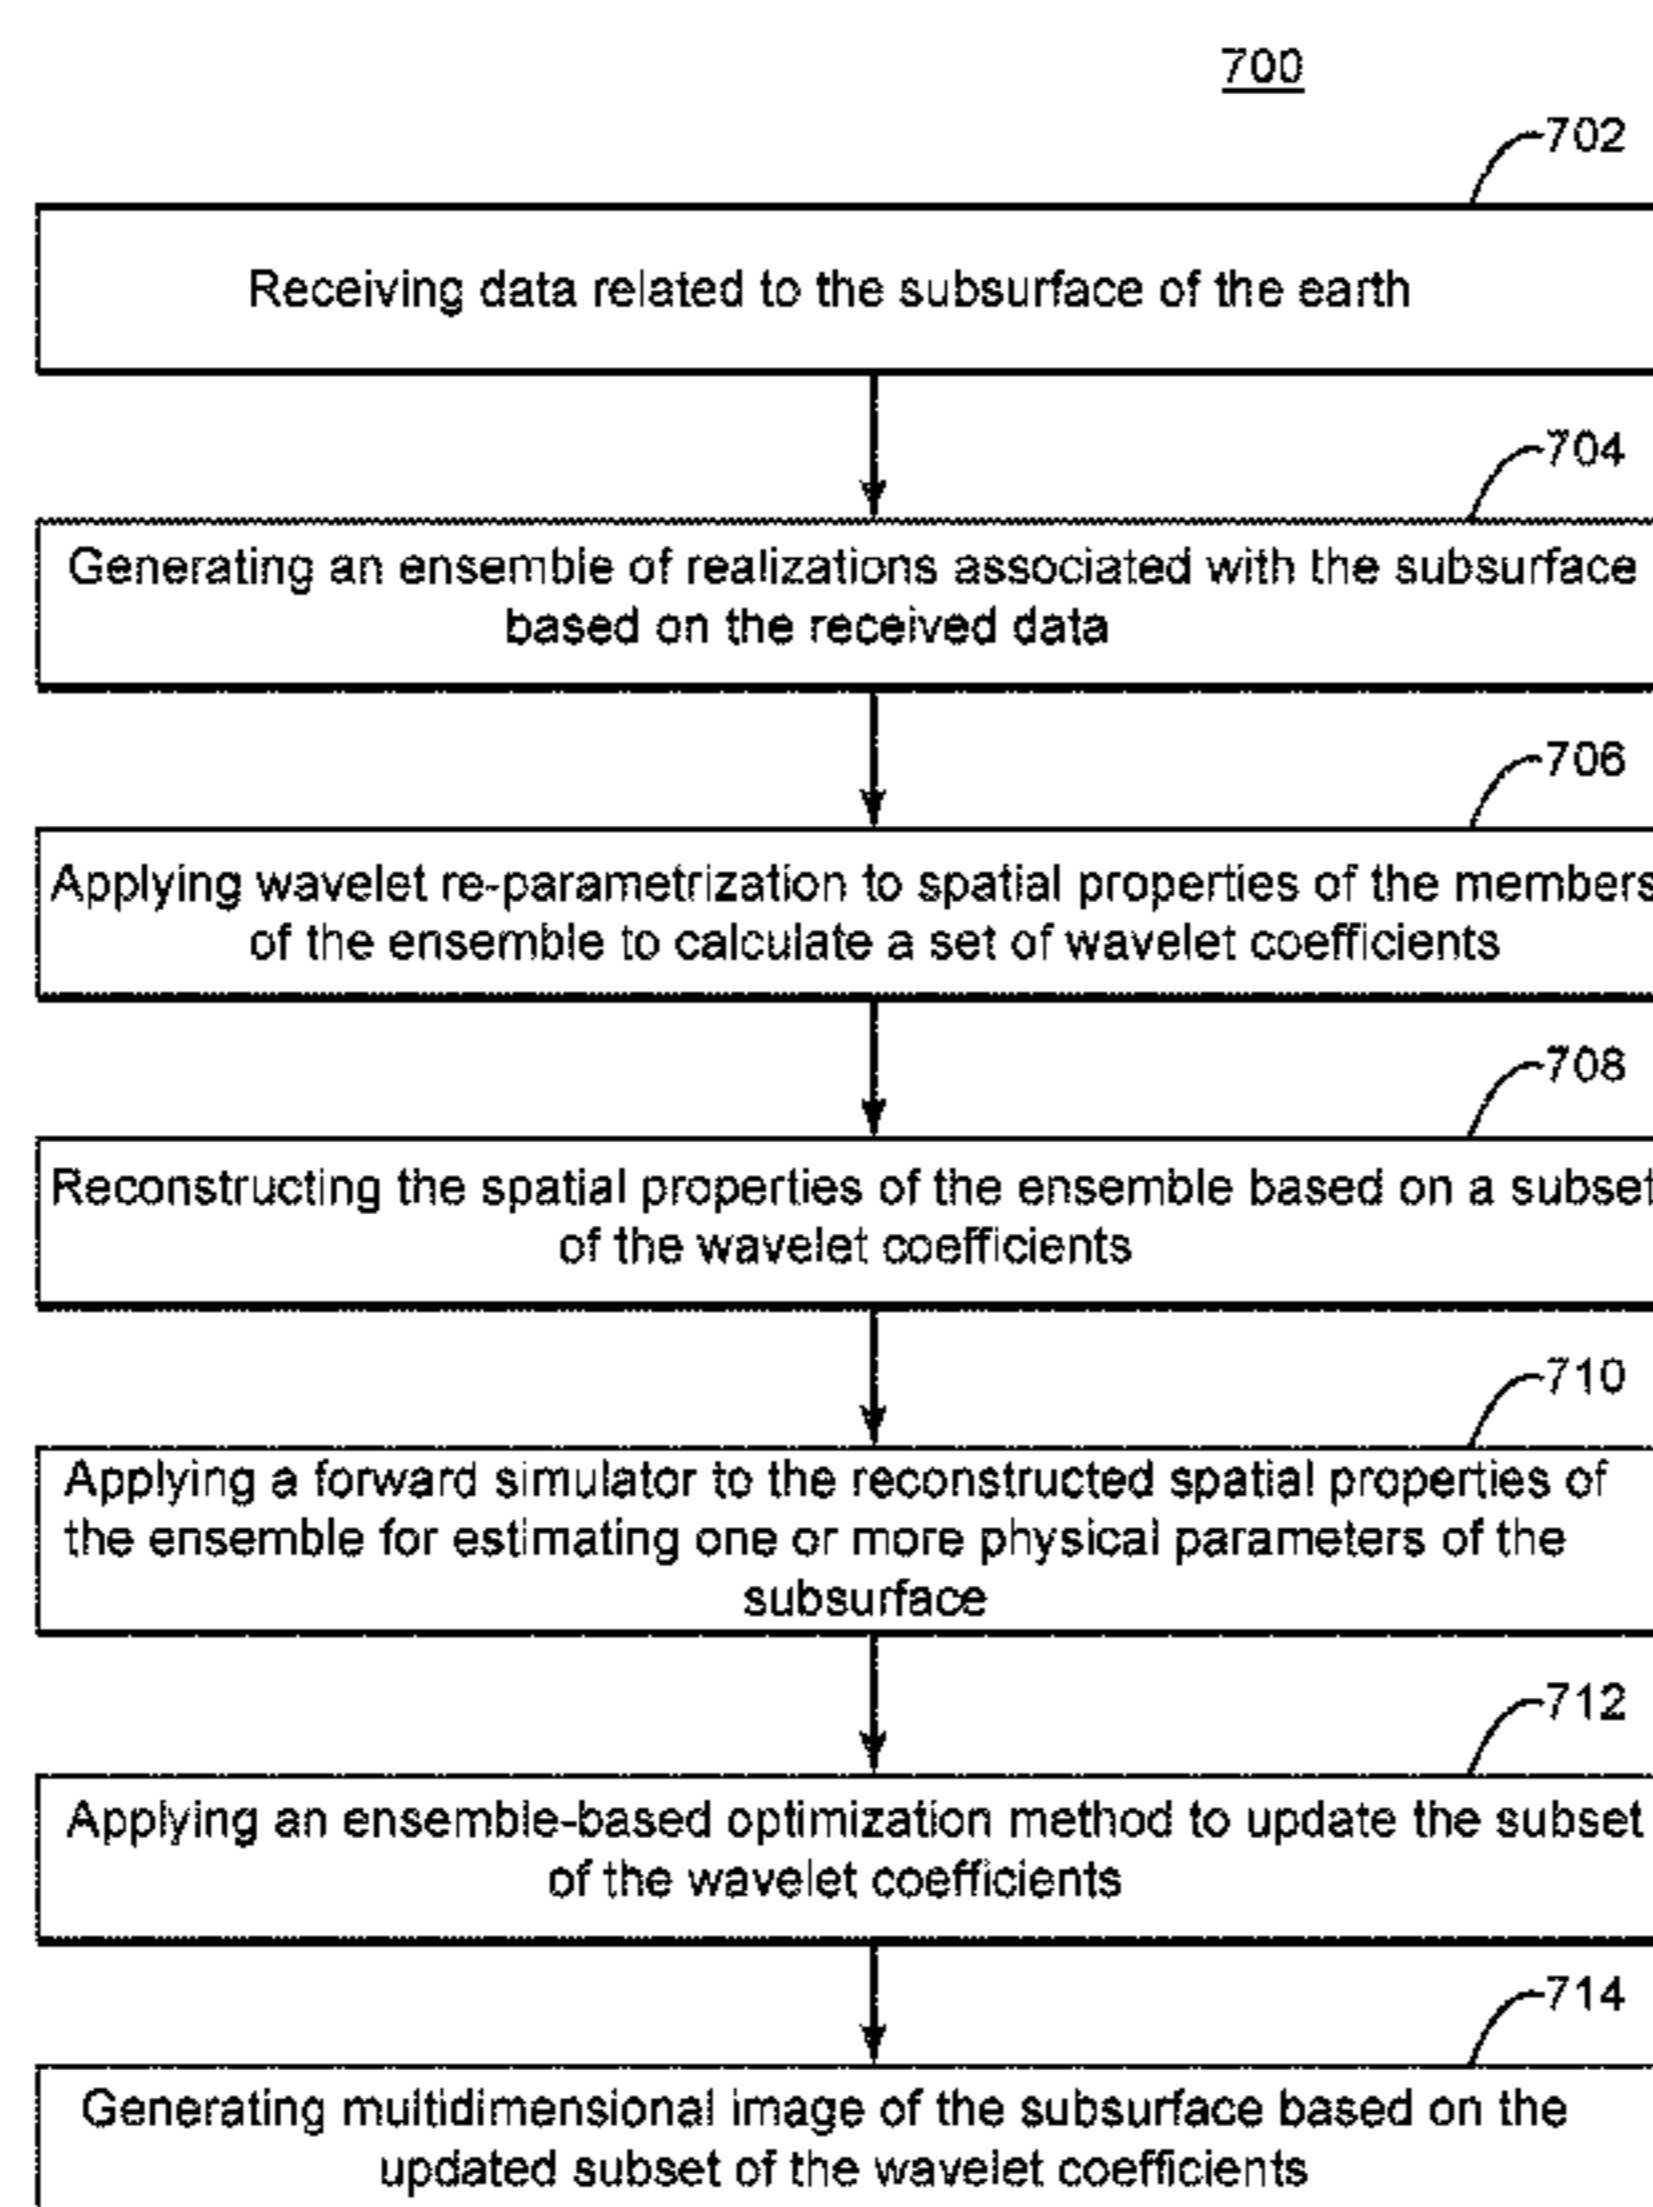 700
702
Receiving data related to the subsurface of the earth
704
Generating an ensemble of realizations associated with the subsurface
based on the received data
706
Applying wavelet re-parametrization to spatial properties of the members
of the ensemble to calculate a set of wavelet coefficients
708
Reconstructing the spatial properties of the ensemble based on a subset
of the wavelet coefficients
710
Applying a forward simulator to the reconstructed spatial properties of
the ensemble for estimating one or more physical parameters of the
subsurface
712
Applying an ensemble-based optimization method to update the subset
of the wavelet coefficients
714
Generating multidimensional image of the subsurface based on the
updated subset of the wavelet coefficients